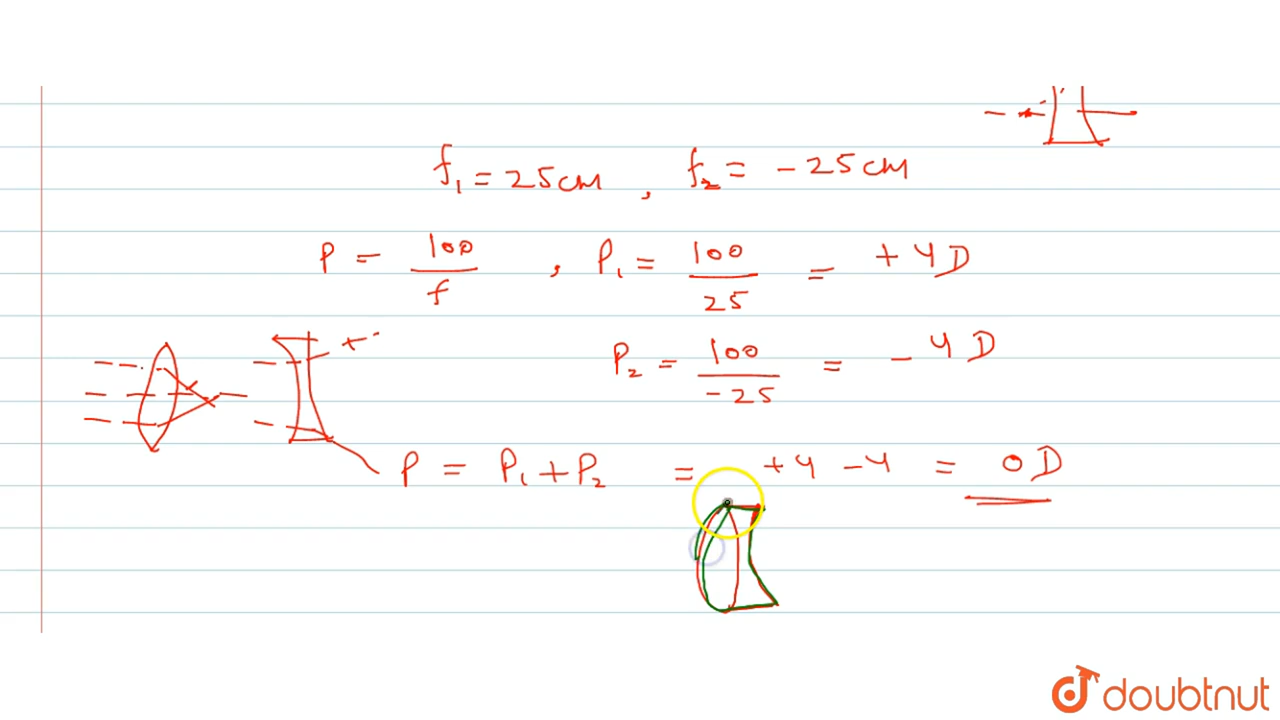 f₁ = 25cm , f₂ = -25cm
P = 100/f , P₁ = 100/25 = +4D
P₂ = 100/-25 = -4D
P = P₁ + P₂ = +4 -4 = 0D
doubtnut